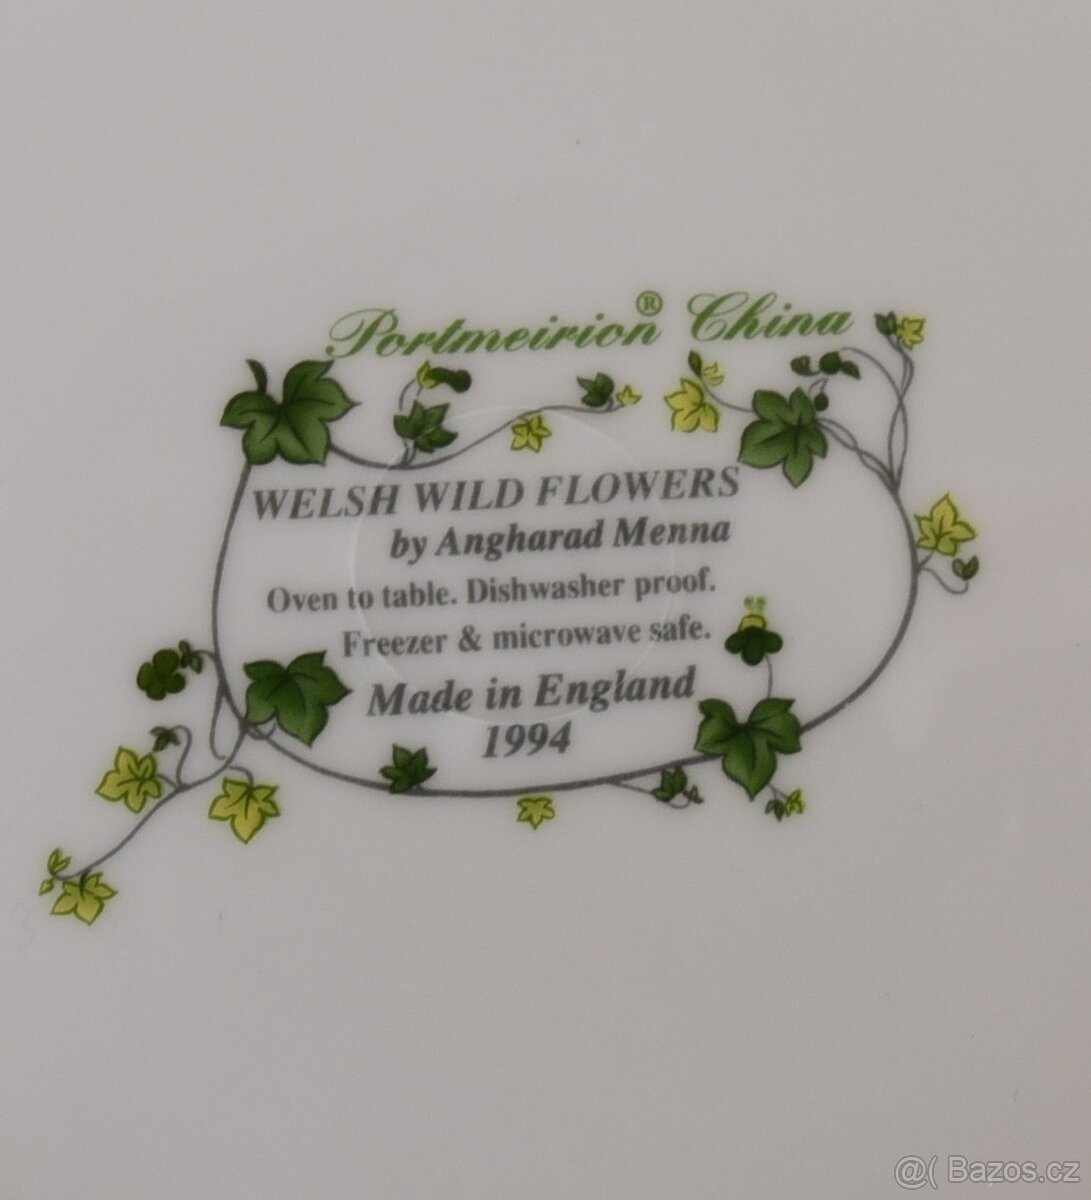 Portmeirion® China
WELSH WILD FLOWERS
by Angharad Menna
Oven to table. Dishwasher proof.
Freezer & microwave safe.
Made in England
1994
@( Bazos.cz